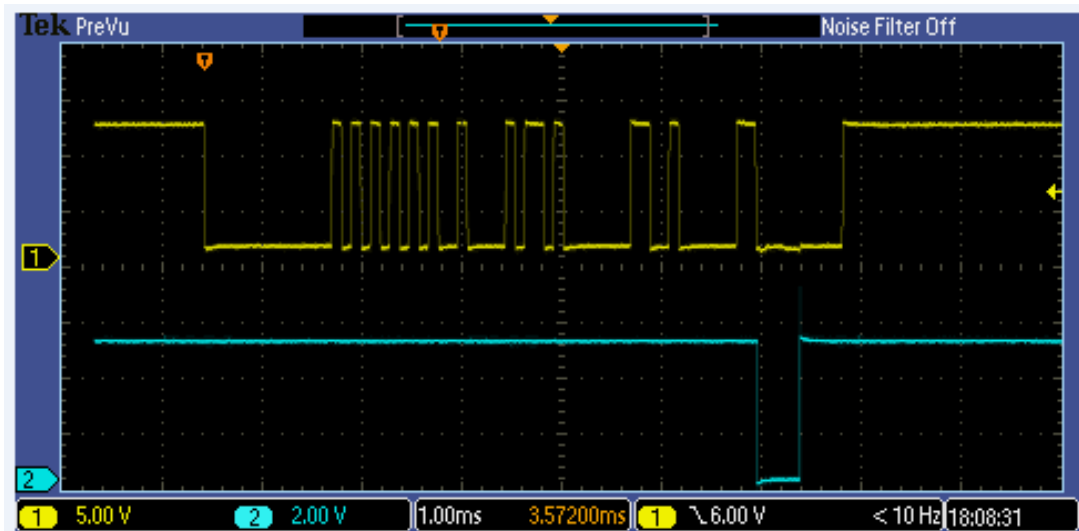 Tek PreVu Noise Filter Off
T
T
1
2
1 5.00 V 2 2.00 V 1.00ms 3.57200ms 1 \ 6.00 V < 10 Hz 18:08:31